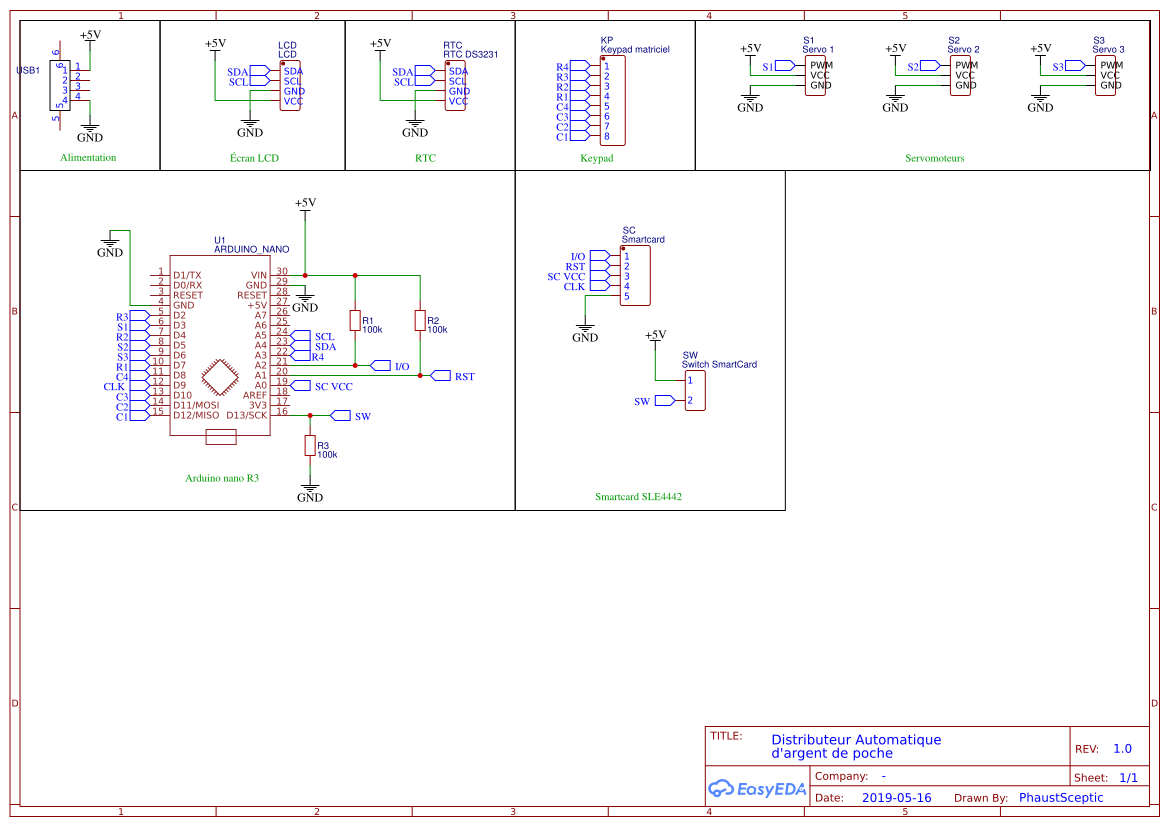 1 2 3 4 5
A A
B B
C C
D D
1 2 3 4 5
USB1
+5V
6
6
1 1
2 2
3 3
4 4
5
5
GND
Alimentation
+5V
LCD
LCD
SDA SDA
SCL SCL
GND
VCC
GND
Écran LCD
+5V
RTC
RTC DS3231
SDA SDA
SCL SCL
GND
VCC
GND
RTC
KP
Keypad matriciel
R4 1
R3 2
R2 3
R1 4
C4 5
C3 6
C2 7
C1 8
Keypad
+5V
S1
Servo 1
S1 PWM
VCC
GND
GND
+5V
S2
Servo 2
S2 PWM
VCC
GND
GND
+5V
S3
Servo 3
S3 PWM
VCC
GND
GND
Servomoteurs
+5V
GND
U1
ARDUINO_NANO
1 D1/TX VIN 30
2 D0/RX GND 29
3 RESET RESET 28
4 GND +5V 27
R3 5 D2 A7 26
S1 6 D3 A6 25
R2 7 D4 A5 24 SCL
S2 8 D5 A4 23 SDA
S3 9 D6 A3 22 R4
R1 10 D7 A2 21 I/O
C4 11 D8 A1 20 RST
CLK 12 D9 A0 19 SC VCC
C3 13 D10 AREF 18
C2 14 D11/MOSI 3V3 17
C1 15 D12/MISO D13/SCK 16 SW
GND
R1
100k
R2
100k
R3
100k
GND
Arduino nano R3
SC
Smartcard
I/O 1
RST 2
SC VCC 3
CLK 4
5
GND
+5V
SW
Switch SmartCard
1
SW 2
Smartcard SLE4442
TITLE:
Distributeur Automatique
d'argent de poche
REV: 1.0
EasyEDA
Company: -
Sheet: 1/1
Date: 2019-05-16 Drawn By: PhaustSceptic